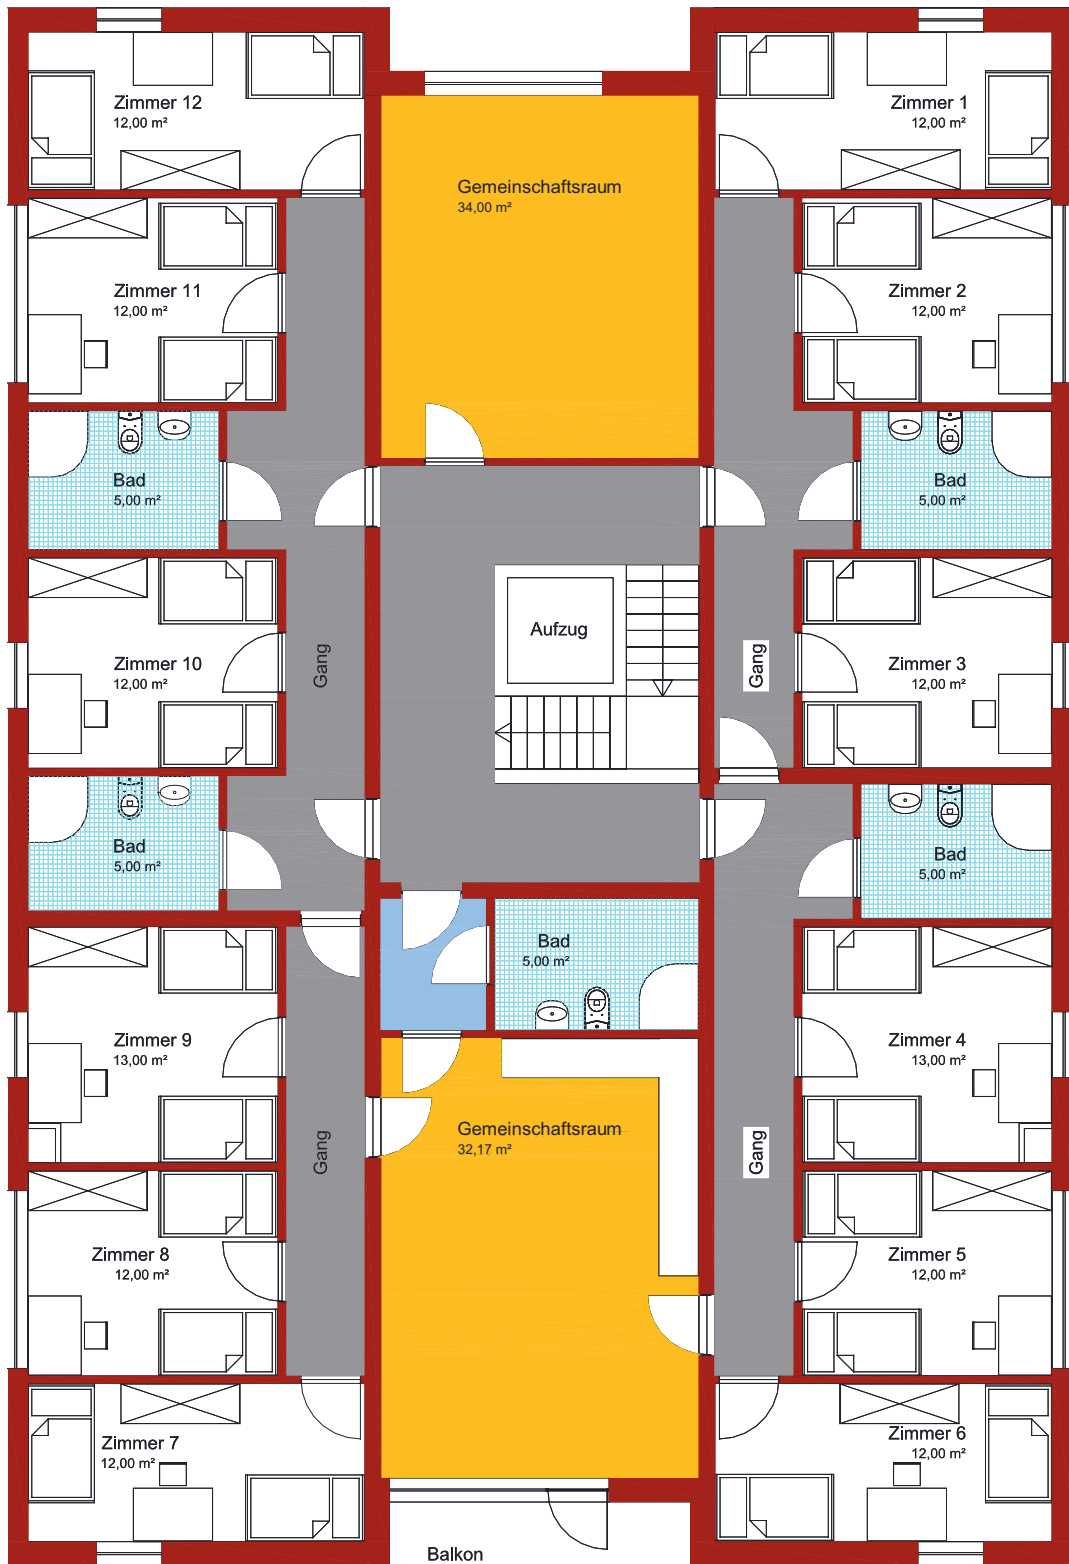 Zimmer 12
12,00 m²
Zimmer 1
12,00 m²
Gemeinschaftsraum
34,00 m²
Zimmer 11
12,00 m²
Zimmer 2
12,00 m²
Bad
5,00 m²
Bad
5,00 m²
Aufzug
Zimmer 10
12,00 m²
Gang
Gang
Zimmer 3
12,00 m²
Bad
5,00 m²
Bad
5,00 m²
Bad
5,00 m²
Zimmer 9
13,00 m²
Zimmer 4
13,00 m²
Gemeinschaftsraum
32,17 m²
Gang
Gang
Zimmer 8
12,00 m²
Zimmer 5
12,00 m²
Zimmer 7
12,00 m²
Zimmer 6
12,00 m²
Balkon